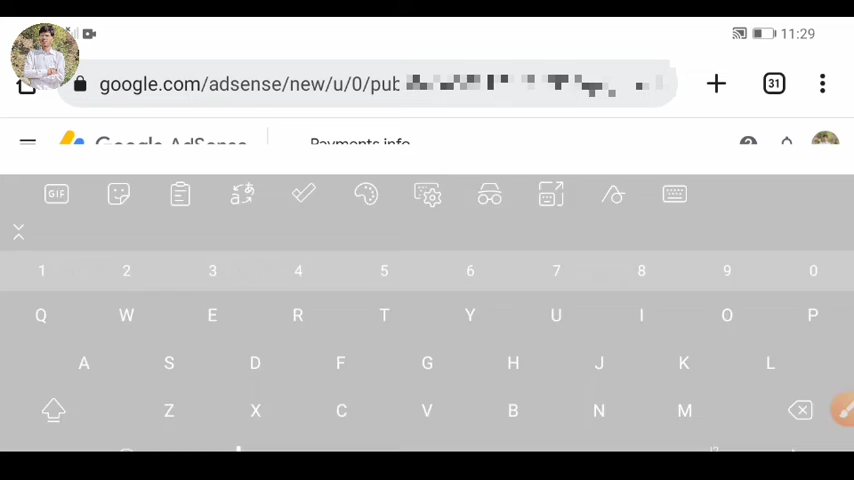 11:29
google.com/adsense/new/u/0/pub
31
Google AdSense
Payments info
GIF
1 2 3 4 5 6 7 8 9 0
Q W E R T Y U I O P
A S D F G H J K L
Z X C V B N M